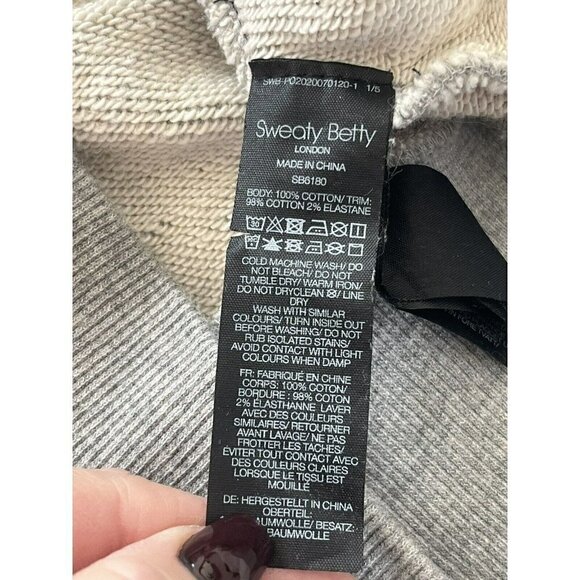 SWB-PO2020070120-1 1/5
Sweaty Betty
LONDON
MADE IN CHINA
SB6180
BODY: 100% COTTON/ TRIM:
98% COTTON 2% ELASTANE
COLD MACHINE WASH/ DO
NOT BLEACH/ DO NOT
TUMBLE DRY/ WARM IRON/
DO NOT DRYCLEAN / LINE
DRY
WASH WITH SIMILAR
COLOURS/ TURN INSIDE OUT
BEFORE WASHING/ DO NOT
RUB ISOLATED STAINS/
AVOID CONTACT WITH LIGHT
COLOURS WHEN DAMP
FR: FABRIQUÉ EN CHINE
CORPS: 100% COTON/
BORDURE : 98% COTON
2% ÉLASTHANNE LAVER
AVEC DES COULEURS
SIMILAIRES/ RETOURNER
AVANT LAVAGE/ NE PAS
FROTTER LES TACHES/
ÉVITER TOUT CONTACT AVEC
DES COULEURS CLAIRES
LORSQUE LE TISSU EST
MOUILLÉ
DE: HERGESTELLT IN CHINA
OBERTEIL:
BAUMWOLLE/ BESATZ:
BAUMWOLLE